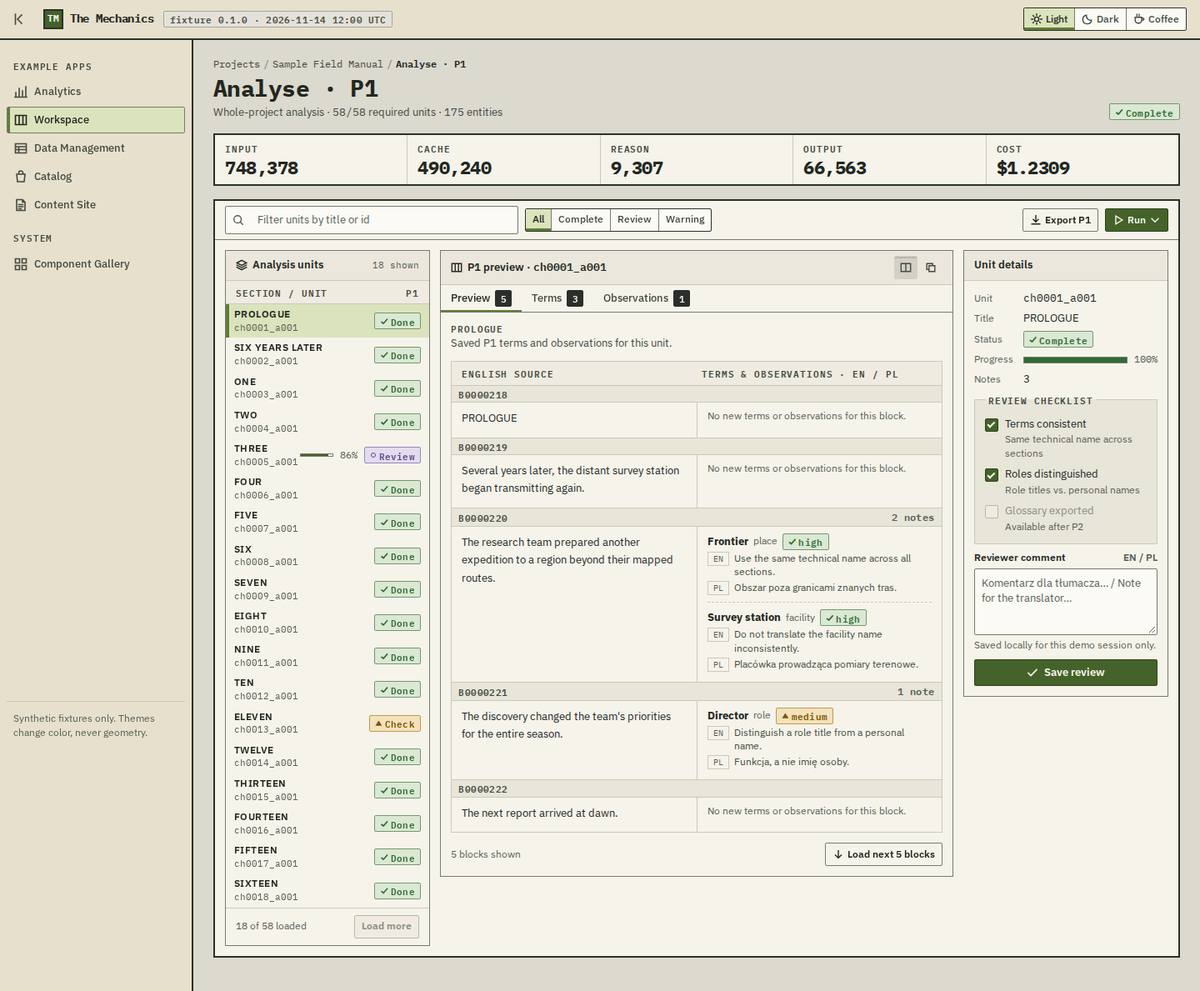 TM The Mechanics fixture 0.1.0 · 2026-11-14 12:00 UTC Light Dark Coffee
EXAMPLE APPS
Analytics
Workspace
Data Management
Catalog
Content Site
SYSTEM
Component Gallery
Synthetic fixtures only. Themes
change color, never geometry.
Projects / Sample Field Manual / Analyse · P1
Analyse · P1
Whole-project analysis · 58/58 required units · 175 entities
Complete
INPUT
748,378
CACHE
490,240
REASON
9,307
OUTPUT
66,563
COST
$1.2309
Filter units by title or id
All Complete Review Warning
Export P1 Run
Analysis units 18 shown
SECTION / UNIT P1
PROLOGUE
ch0001_a001 Done
SIX YEARS LATER
ch0002_a001 Done
ONE
ch0003_a001 Done
TWO
ch0004_a001 Done
THREE
ch0005_a001 86% Review
FOUR
ch0006_a001 Done
FIVE
ch0007_a001 Done
SIX
ch0008_a001 Done
SEVEN
ch0009_a001 Done
EIGHT
ch0010_a001 Done
NINE
ch0011_a001 Done
TEN
ch0012_a001 Done
ELEVEN
ch0013_a001 Check
TWELVE
ch0014_a001 Done
THIRTEEN
ch0015_a001 Done
FOURTEEN
ch0016_a001 Done
FIFTEEN
ch0017_a001 Done
SIXTEEN
ch0018_a001 Done
18 of 58 loaded Load more
P1 preview · ch0001_a001
Preview 5 Terms 3 Observations 1
PROLOGUE
Saved P1 terms and observations for this unit.
ENGLISH SOURCE TERMS & OBSERVATIONS · EN / PL
B0000218
PROLOGUE
No new terms or observations for this block.
B0000219
Several years later, the distant survey station
began transmitting again.
No new terms or observations for this block.
B0000220 2 notes
The research team prepared another
expedition to a region beyond their mapped
routes.
Frontier place high
EN Use the same technical name across all
sections.
PL Obszar poza granicami znanych tras.
Survey station facility high
EN Do not translate the facility name
inconsistently.
PL Placówka prowadząca pomiary terenowe.
B0000221 1 note
The discovery changed the team's priorities
for the entire season.
Director role medium
EN Distinguish a role title from a personal
name.
PL Funkcja, a nie imię osoby.
B0000222
The next report arrived at dawn.
No new terms or observations for this block.
5 blocks shown Load next 5 blocks
Unit details
Unit ch0001_a001
Title PROLOGUE
Status Complete
Progress 100%
Notes 3
REVIEW CHECKLIST
Terms consistent
Same technical name across
sections
Roles distinguished
Role titles vs. personal names
Glossary exported
Available after P2
Reviewer comment EN / PL
Komentarz dla tłumacza… / Note
for the translator…
Saved locally for this demo session only.
Save review